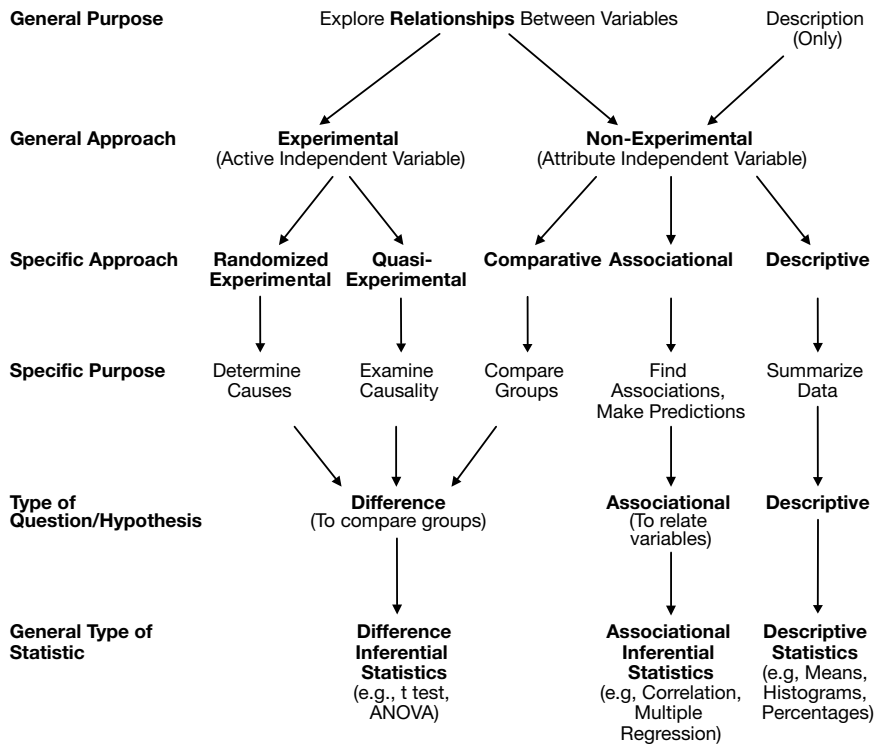 General Purpose
Explore Relationships Between Variables
Description
(Only)
General Approach
Experimental
(Active Independent Variable)
Non-Experimental
(Attribute Independent Variable)
Specific Approach
Randomized
Experimental
Quasi-
Experimental
Comparative
Associational
Descriptive
Specific Purpose
Determine
Causes
Examine
Causality
Compare
Groups
Find
Associations,
Make Predictions
Summarize
Data
Type of
Question/Hypothesis
Difference
(To compare groups)
Associational
(To relate
variables)
Descriptive
General Type of
Statistic
Difference
Inferential
Statistics
(e.g., t test,
ANOVA)
Associational
Inferential
Statistics
(e.g, Correlation,
Multiple
Regression)
Descriptive
Statistics
(e.g, Means,
Histograms,
Percentages)